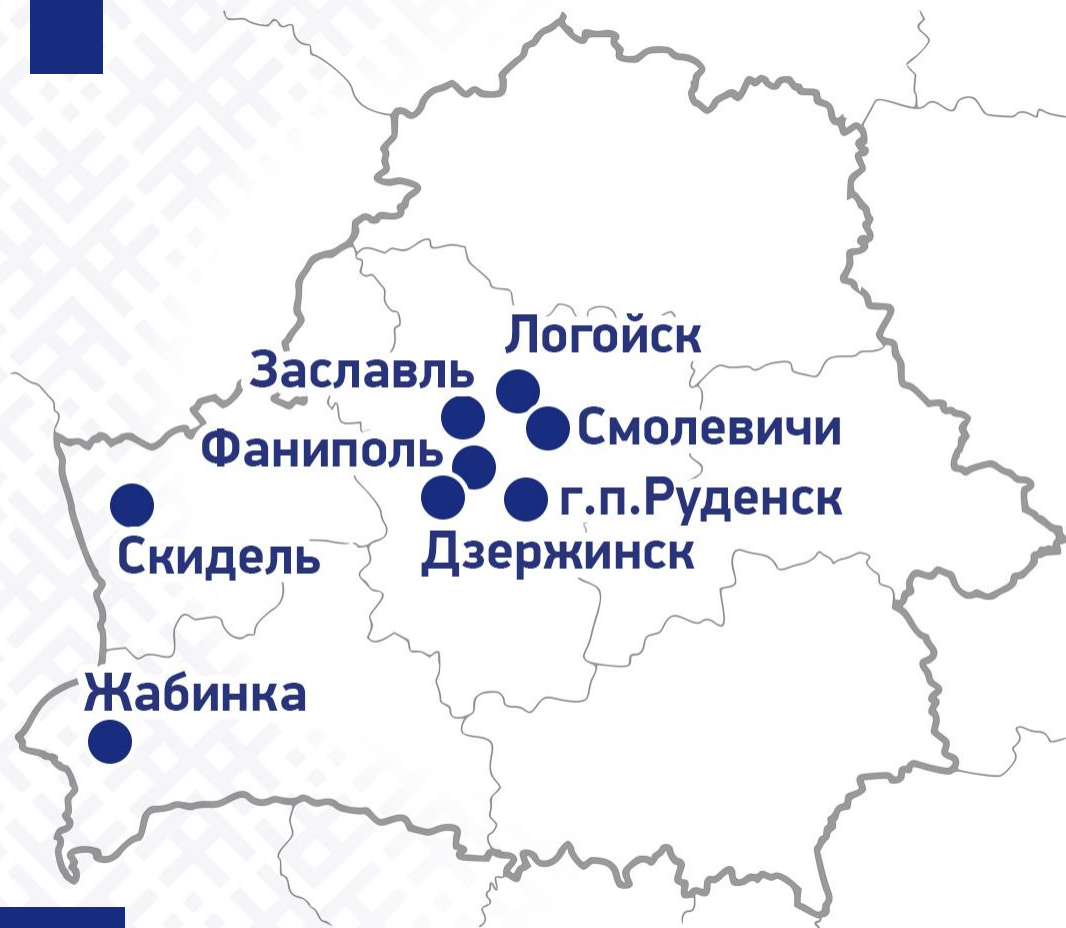 Логойск
Заславль
Смолевичи
Фаниполь
г.п.Руденск
Дзержинск
Скидель
Жабинка